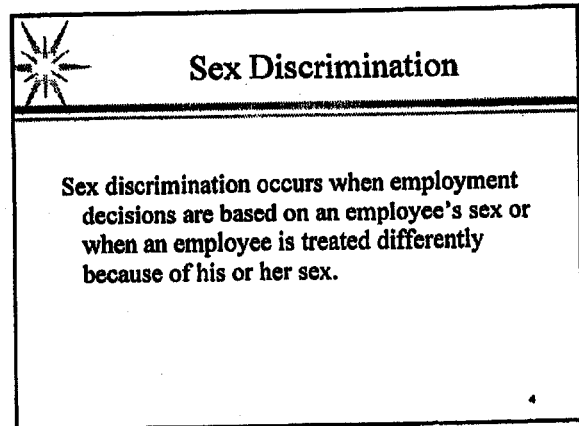 Sex Discrimination
Sex discrimination occurs when employment
decisions are based on an employee's sex or
when an employee is treated differently
because of his or her sex.
4